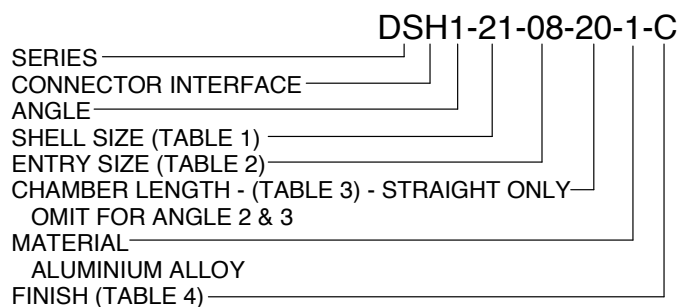 DSH1-21-08-20-1-C
SERIES
CONNECTOR INTERFACE
ANGLE
SHELL SIZE (TABLE 1)
ENTRY SIZE (TABLE 2)
CHAMBER LENGTH - (TABLE 3) - STRAIGHT ONLY
OMIT FOR ANGLE 2 & 3
MATERIAL
ALUMINIUM ALLOY
FINISH (TABLE 4)